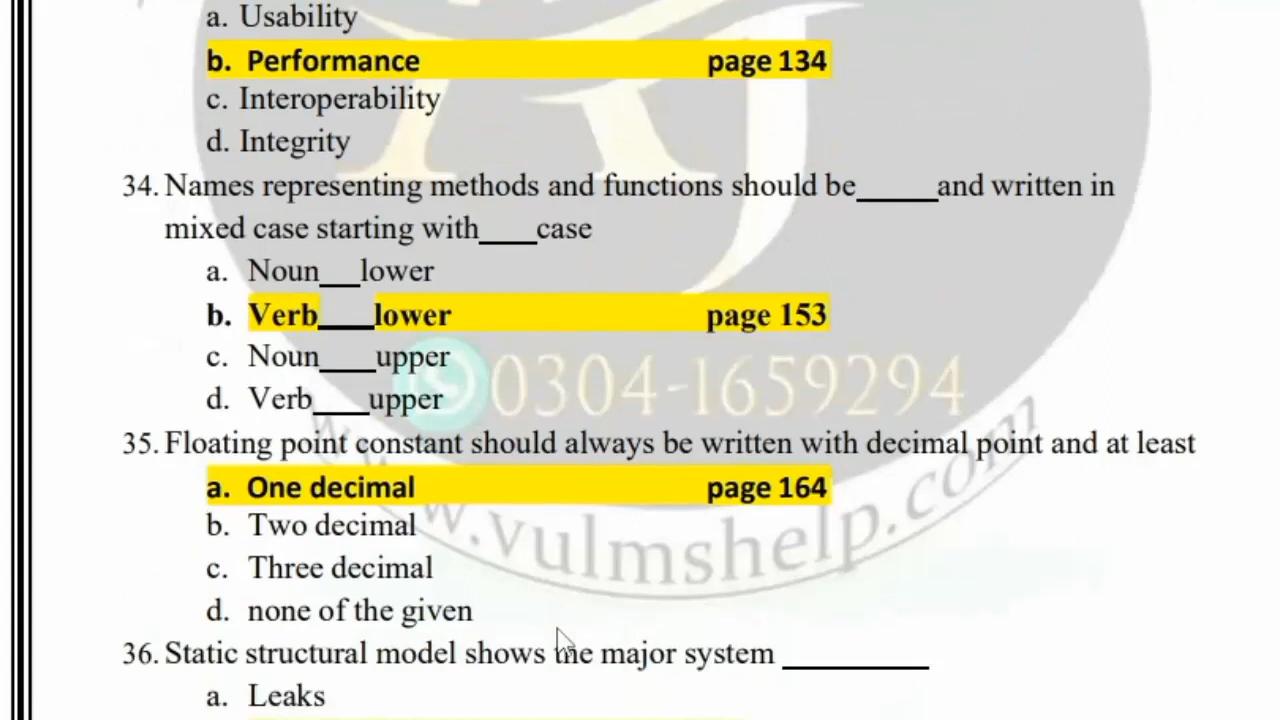 a. Usability
b. Performance page 134
c. Interoperability
d. Integrity
34. Names representing methods and functions should be_____and written in
mixed case starting with____case
a. Noun___lower
b. Verb____lower page 153
c. Noun____upper
d. Verb____upper
0304-1659294
35. Floating point constant should always be written with decimal point and at least
a. One decimal page 164
b. Two decimal
c. Three decimal
d. none of the given
www.vulmshelp.com
36. Static structural model shows the major system _________
a. Leaks